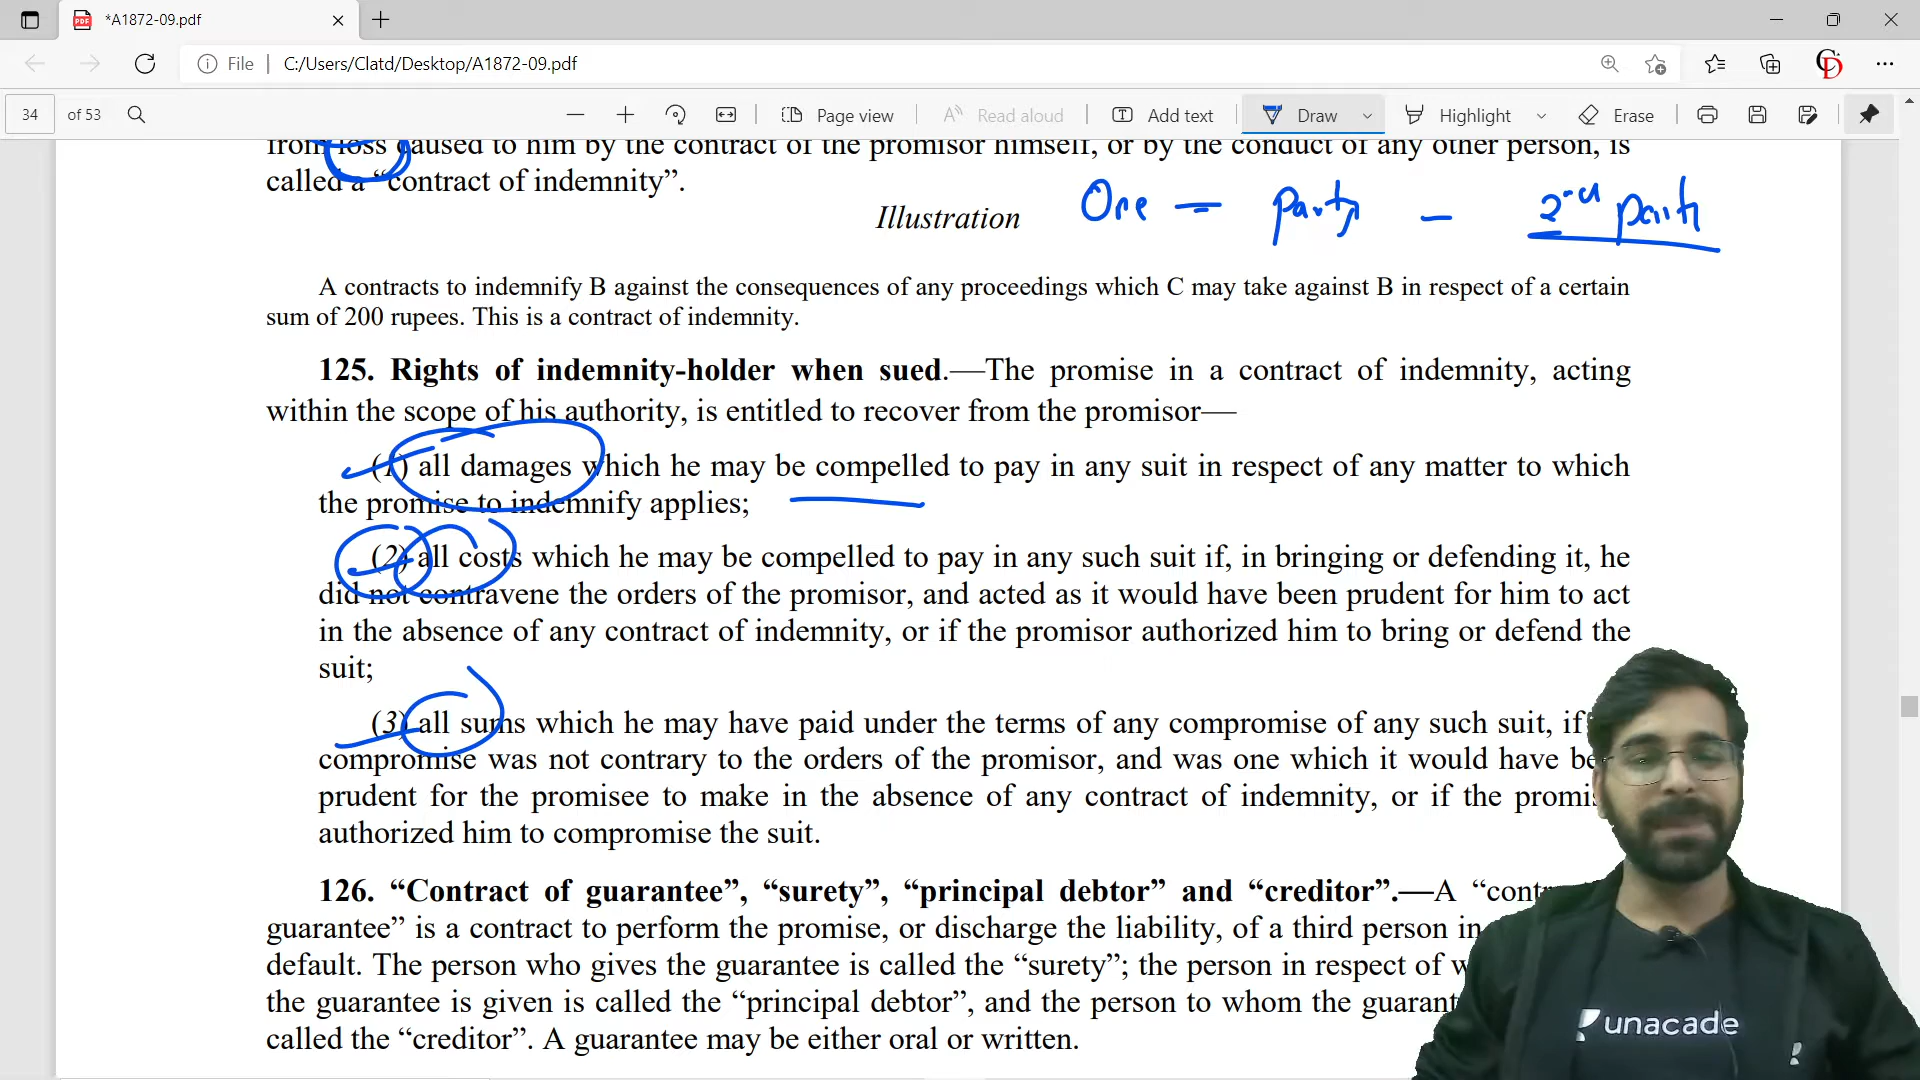 *A1872-09.pdf
File
C:/Users/Clatd/Desktop/A1872-09.pdf
34 of 53
Page view
Read aloud
Add text
Draw
Highlight
Erase
from loss caused to him by the contract of the promisor himself, or by the conduct of any other person, is
called a “contract of indemnity”.
Illustration
One = Party - 2nd party
A contracts to indemnify B against the consequences of any proceedings which C may take against B in respect of a certain
sum of 200 rupees. This is a contract of indemnity.
125. Rights of indemnity-holder when sued.—The promise in a contract of indemnity, acting
within the scope of his authority, is entitled to recover from the promisor—
(1) all damages which he may be compelled to pay in any suit in respect of any matter to which
the promise to indemnify applies;
(2) all costs which he may be compelled to pay in any such suit if, in bringing or defending it, he
did not contravene the orders of the promisor, and acted as it would have been prudent for him to act
in the absence of any contract of indemnity, or if the promisor authorized him to bring or defend the
suit;
(3) all sums which he may have paid under the terms of any compromise of any such suit, if
compromise was not contrary to the orders of the promisor, and was one which it would have
prudent for the promisee to make in the absence of any contract of indemnity, or if the
authorized him to compromise the suit.
126. “Contract of guarantee”, “surety”, “principal debtor” and “creditor”.—A
guarantee” is a contract to perform the promise, or discharge the liability, of a third person in
default. The person who gives the guarantee is called the “surety”; the person in respect of
the guarantee is given is called the “principal debtor”, and the person to whom the
called the “creditor”. A guarantee may be either oral or written.
unacade